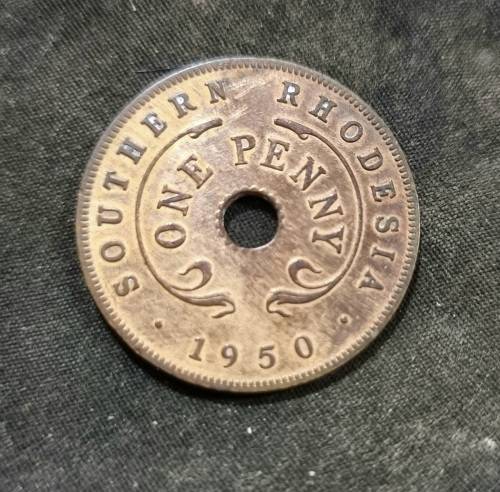 SOUTHERN RHODESIA
ONE PENNY
· 1950 ·